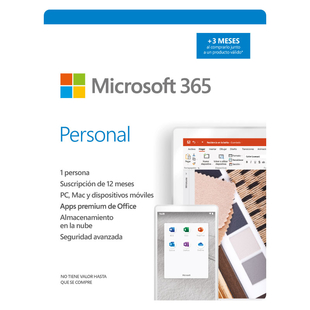 +3 MESES
al comprarlo junto
a un producto válido*
Microsoft 365
Personal
1 persona
Suscripción de 12 meses
PC, Mac y dispositivos móviles
Apps premium de Office
Almacenamiento
en la nube
Seguridad avanzada
NO TIENE VALOR HASTA
QUE SE COMPRE